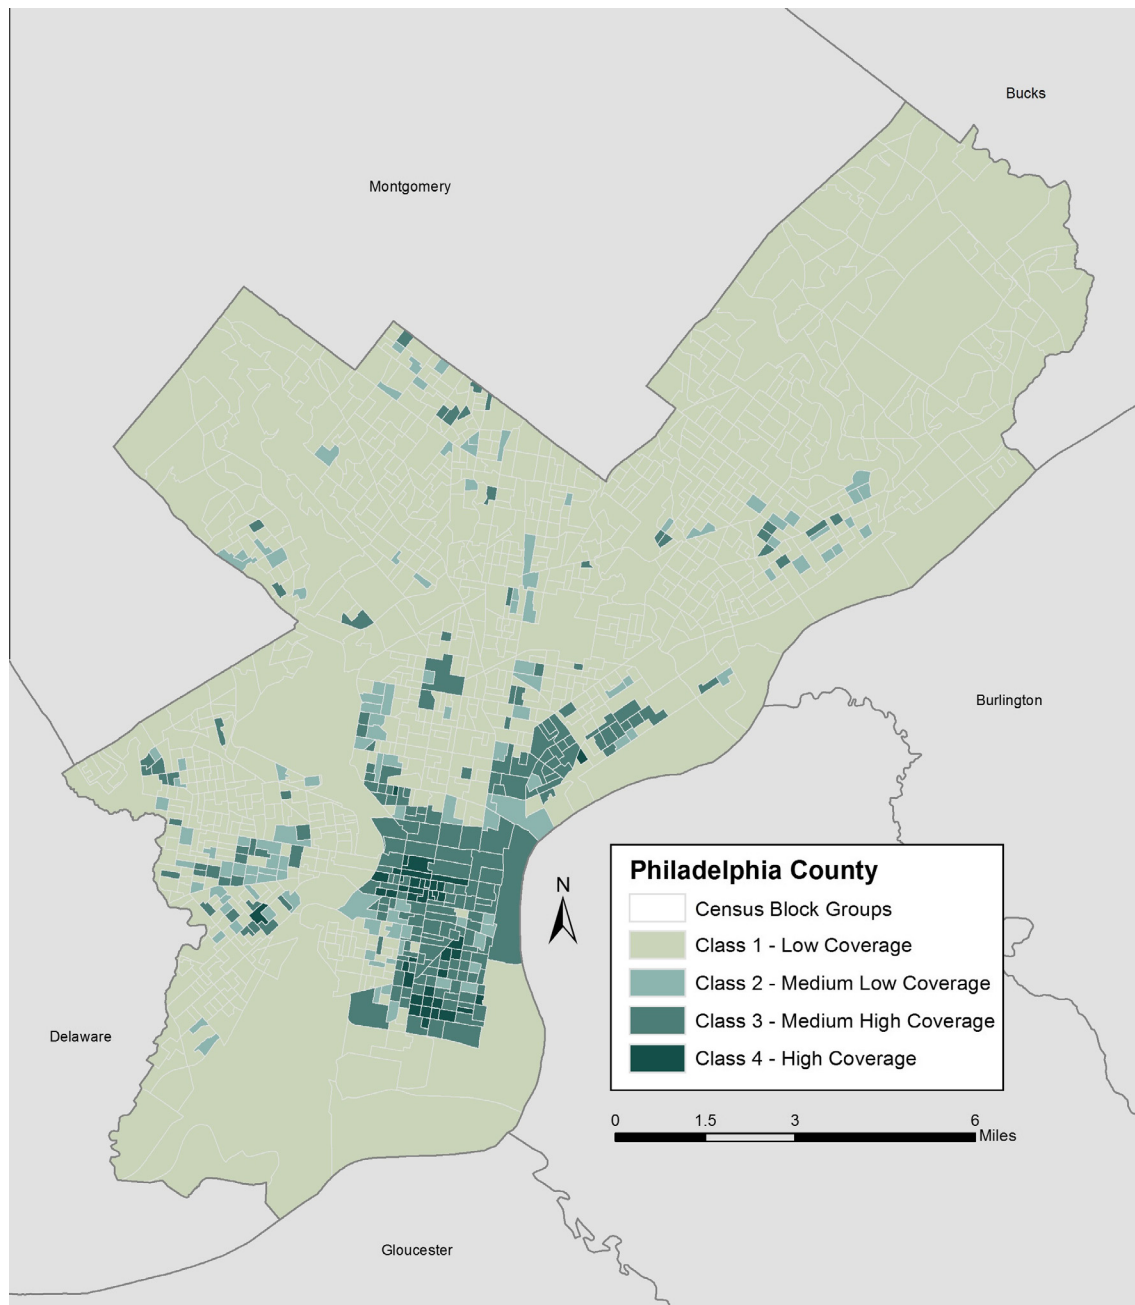 Bucks
Montgomery
Burlington
Philadelphia County
N
Census Block Groups
Class 1 - Low Coverage
Class 2 - Medium Low Coverage
Class 3 - Medium High Coverage
Delaware
Class 4 - High Coverage
0 1.5 3 6
Miles
Gloucester